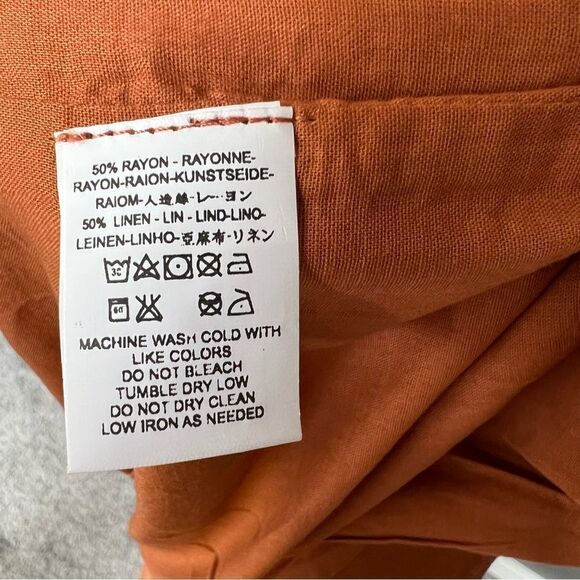 50% RAYON - RAYONNE-
RAYON-RAION-KUNSTSEIDE-
RAIOM-人造絲-レーヨン
50% LINEN - LIN - LIND-LINO-
LEINEN-LINHO-亞麻布-リネン
30
60
MACHINE WASH COLD WITH
LIKE COLORS
DO NOT BLEACH
TUMBLE DRY LOW
DO NOT DRY CLEAN
LOW IRON AS NEEDED